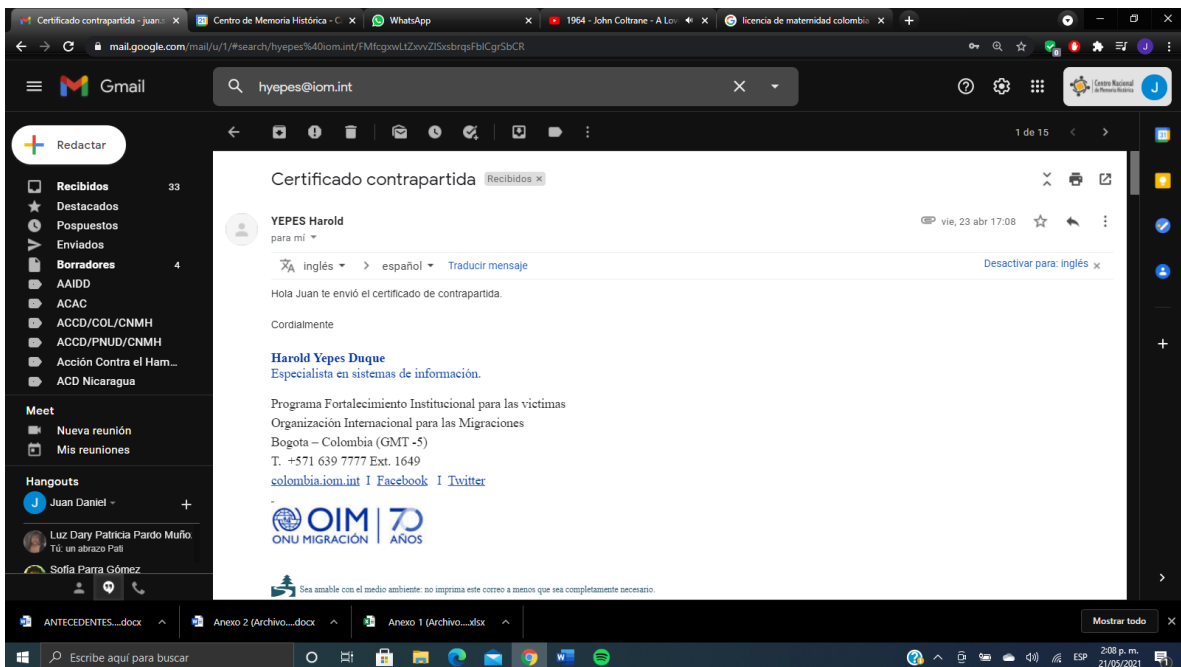 Certificado contrapartida - juan.s
Centro de Memoria Histórica - C
WhatsApp
1964 - John Coltrane - A Lov
licencia de maternidad colombia
mail.google.com/mail/u/1/#search/hyepes%40iom.int/FMfcgxwLtZxvvZlSxsbrqsFblCgrSbCR
Gmail
hyepes@iom.int
Centro Nacional
de Memoria Histórica
J
Redactar
1 de 15
Recibidos 33
Destacados
Pospuestos
Enviados
Borradores 4
AAIDD
ACAC
ACCD/COL/CNMH
ACCD/PNUD/CNMH
Acción Contra el Ham...
ACD Nicaragua
Meet
Nueva reunión
Mis reuniones
Hangouts
J Juan Daniel
Luz Dary Patricia Pardo Muño
Tú: un abrazo Pati
Sofía Parra Gómez
Certificado contrapartida Recibidos x
YEPES Harold
vie, 23 abr 17:08
para mí
inglés > español Traducir mensaje
Desactivar para: inglés x
Hola Juan te envió el certificado de contrapartida.
Cordialmente
Harold Yepes Duque
Especialista en sistemas de información.
Programa Fortalecimiento Institucional para las victimas
Organización Internacional para las Migraciones
Bogota – Colombia (GMT -5)
T. +571 639 7777 Ext. 1649
colombia.iom.int I Facebook I Twitter
OIM 70
ONU MIGRACIÓN AÑOS
Sea amable con el medio ambiente: no imprima este correo a menos que sea completamente necesario.
ANTECEDENTES....docx
Anexo 2 (Archivo....docx
Anexo 1 (Archivo....xlsx
Mostrar todo
Escribe aquí para buscar
ESP
2:08 p. m.
21/05/2021